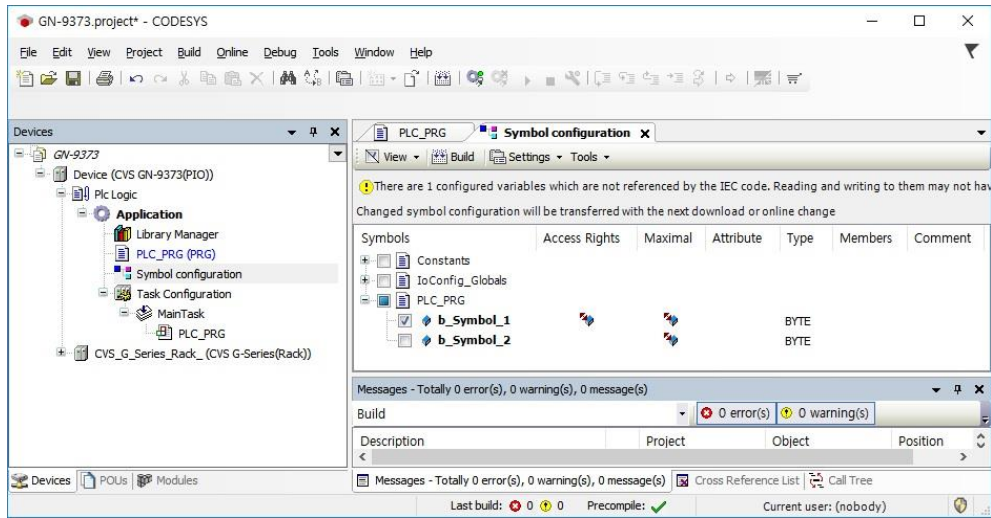 GN-9373.project* - CODESYS
File Edit View Project Build Online Debug Tools Window Help
Devices
GN-9373
Device (CVS GN-9373(PIO))
Plc Logic
Application
Library Manager
PLC_PRG (PRG)
Symbol configuration
Task Configuration
MainTask
PLC_PRG
CVS_G_Series_Rack_ (CVS G-Series(Rack))
Devices POUs Modules
PLC_PRG Symbol configuration
View Build Settings Tools
There are 1 configured variables which are not referenced by the IEC code. Reading and writing to them may not hav
Changed symbol configuration will be transferred with the next download or online change
Symbols Access Rights Maximal Attribute Type Members Comment
Constants
IoConfig_Globals
PLC_PRG
b_Symbol_1 BYTE
b_Symbol_2 BYTE
Messages - Totally 0 error(s), 0 warning(s), 0 message(s)
Build 0 error(s) 0 warning(s)
Description Project Object Position
Messages - Totally 0 error(s), 0 warning(s), 0 message(s) Cross Reference List Call Tree
Last build: 0 0 Precompile: Current user: (nobody)